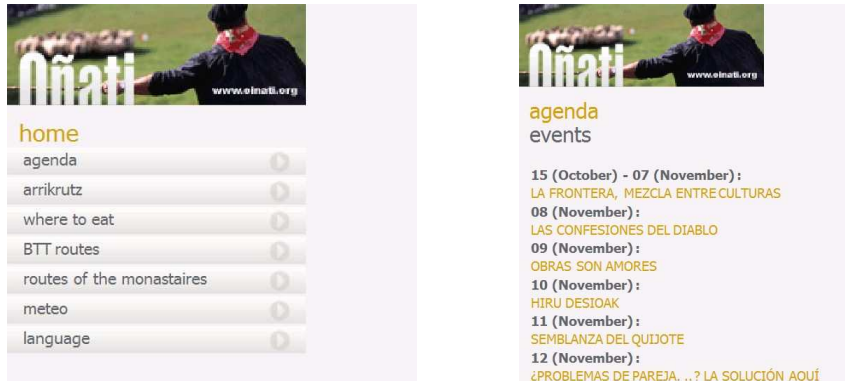 Oñati
www.oinati.org
home
agenda
arrikrutz
where to eat
BTT routes
routes of the monastaires
meteo
language
Oñati
www.oinati.org
agenda
events
15 (October) - 07 (November):
LA FRONTERA, MEZCLA ENTRE CULTURAS
08 (November):
LAS CONFESIONES DEL DIABLO
09 (November):
OBRAS SON AMORES
10 (November):
HIRU DESIOAK
11 (November):
SEMBLANZA DEL QUIJOTE
12 (November):
¿PROBLEMAS DE PAREJA. ..? LA SOLUCIÓN AQUÍ